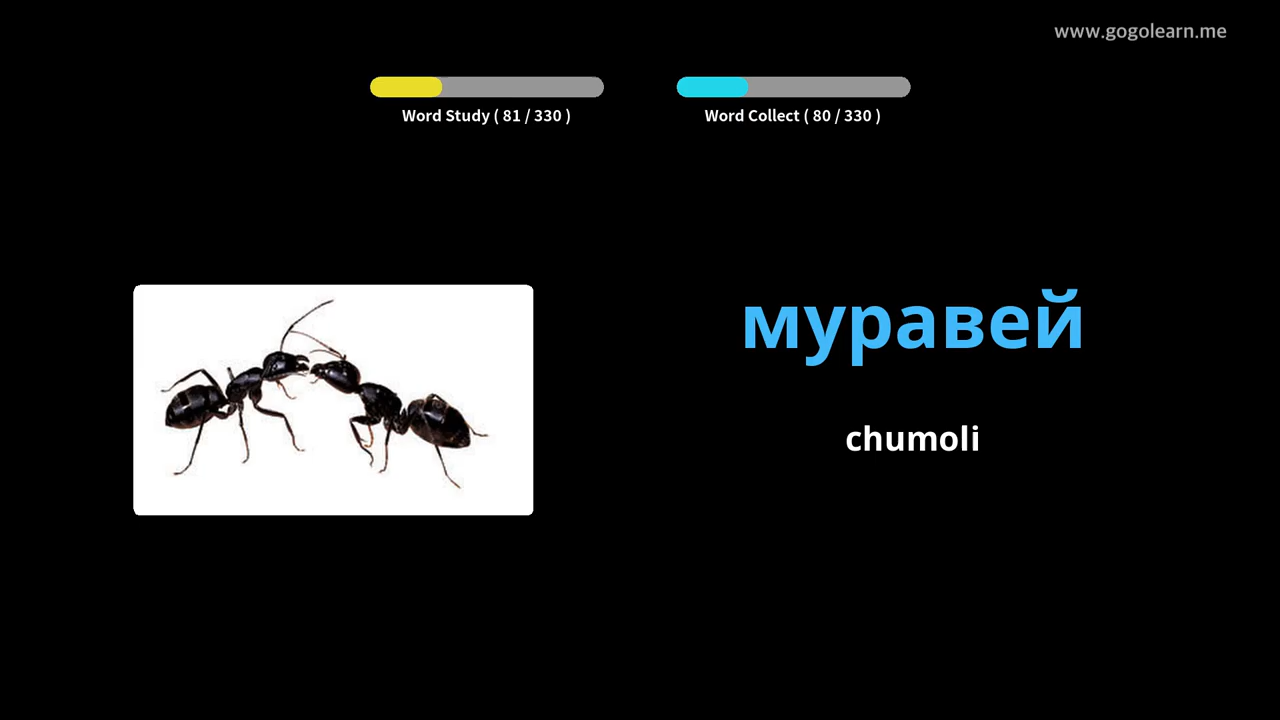 www.gogolearn.me
Word Study ( 81 / 330 )
Word Collect ( 80 / 330 )
муравей
chumoli